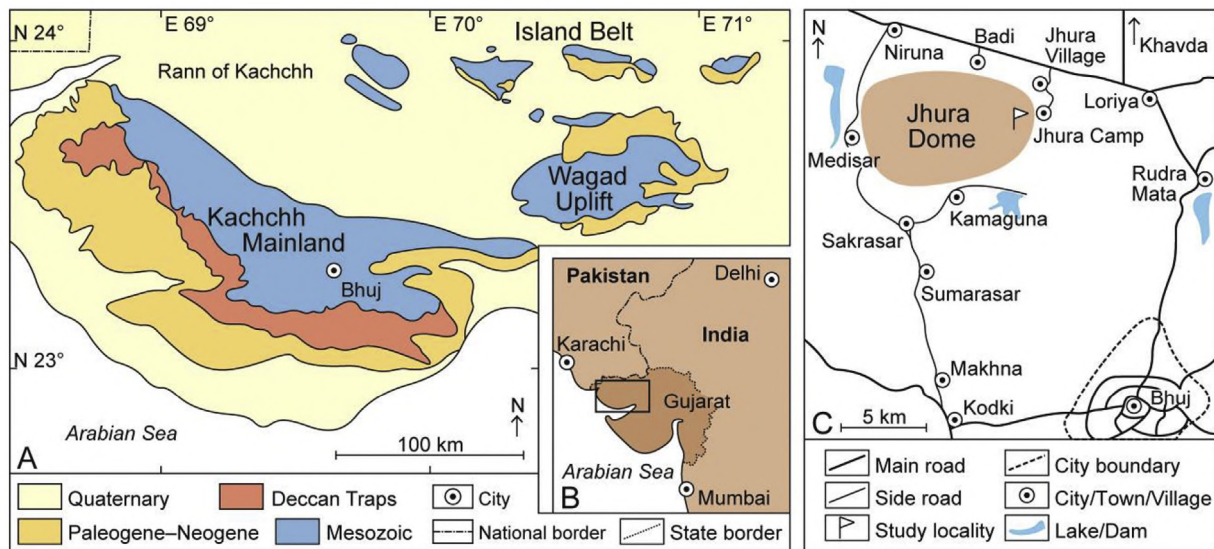 N 24°
E 69°
E 70°
E 71°
Island Belt
Rann of Kachchh
Wagad
Uplift
Kachchh
Mainland
Bhuj
N 23°
Arabian Sea
N
100 km
A
Pakistan
Delhi
India
Karachi
Gujarat
Arabian Sea
Mumbai
B
Quaternary
Deccan Traps
City
Paleogene–Neogene
Mesozoic
National border
State border
N
Niruna
Badi
Jhura
Village
Khavda
Loriya
Jhura
Dome
Jhura Camp
Medisar
Rudra
Mata
Kamaguna
Sakrasar
Sumarasar
Makhna
Kodki
Bhuj
5 km
C
Main road
City boundary
Side road
City/Town/Village
Study locality
Lake/Dam